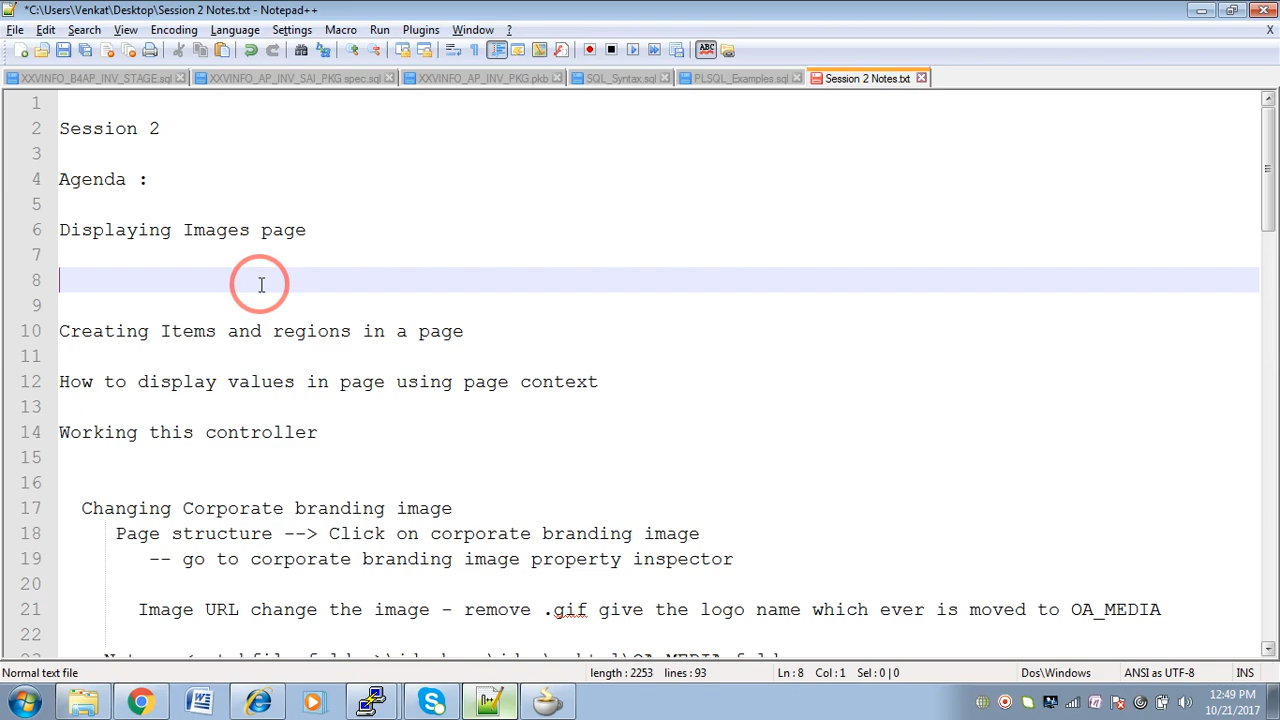 *C:\Users\Venkat\Desktop\Session 2 Notes.txt - Notepad++
File Edit Search View Encoding Language Settings Macro Run Plugins Window ? X
XXVINFO_B4AP_INV_STAGE.sql XXVINFO_AP_INV_SAI_PKG spec.sql XXVINFO_AP_INV_PKG.pkb SQL_Syntax.sql PLSQL_Examples.sql Session 2 Notes.txt
1
2 Session 2
3
4 Agenda :
5
6 Displaying Images page
7
8
9
10 Creating Items and regions in a page
11
12 How to display values in page using page context
13
14 Working this controller
15
16
17 Changing Corporate branding image
18 Page structure --> Click on corporate branding image
19 -- go to corporate branding image property inspector
20
21 Image URL change the image - remove .gif give the logo name which ever is moved to OA_MEDIA
22
Normal text file length : 2253 lines : 93 Ln : 8 Col : 1 Sel : 0 | 0 Dos\Windows ANSI as UTF-8 INS
12:49 PM
10/21/2017